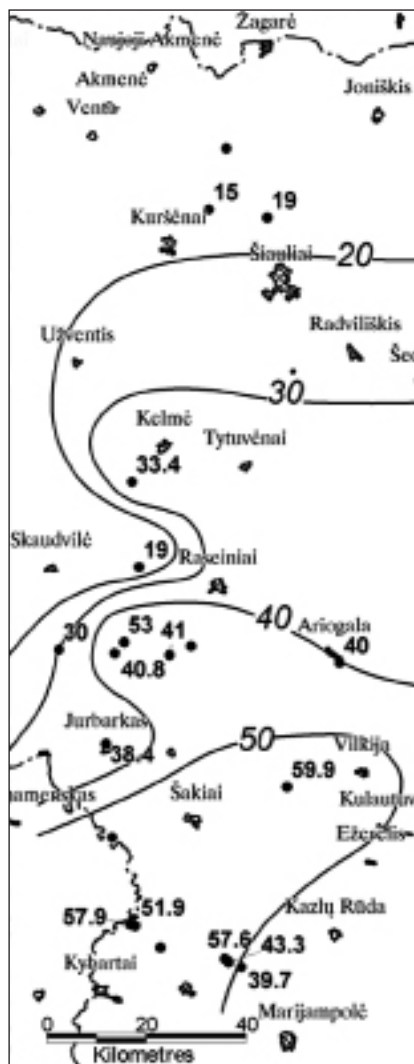 Žagarė
Naujoji Akmenė
Akmenė
Joniškis
15
19
Kuršėnai
20
Šiauliai
Radviliškis
Užventis
30
Kelmė
Tytuvėnai
33.4
Skaudvilė
19
Raseiniai
40
Ariogala
53
41
30
40
40.8
Jurbarkas
50
38.4
Vilkija
59.9
Šakiai
Ežerėlis
51.9
57.9
Kazlų Rūda
57.6
43.3
Kybartai
39.7
Marijampolė
0 20 40
Kilometres